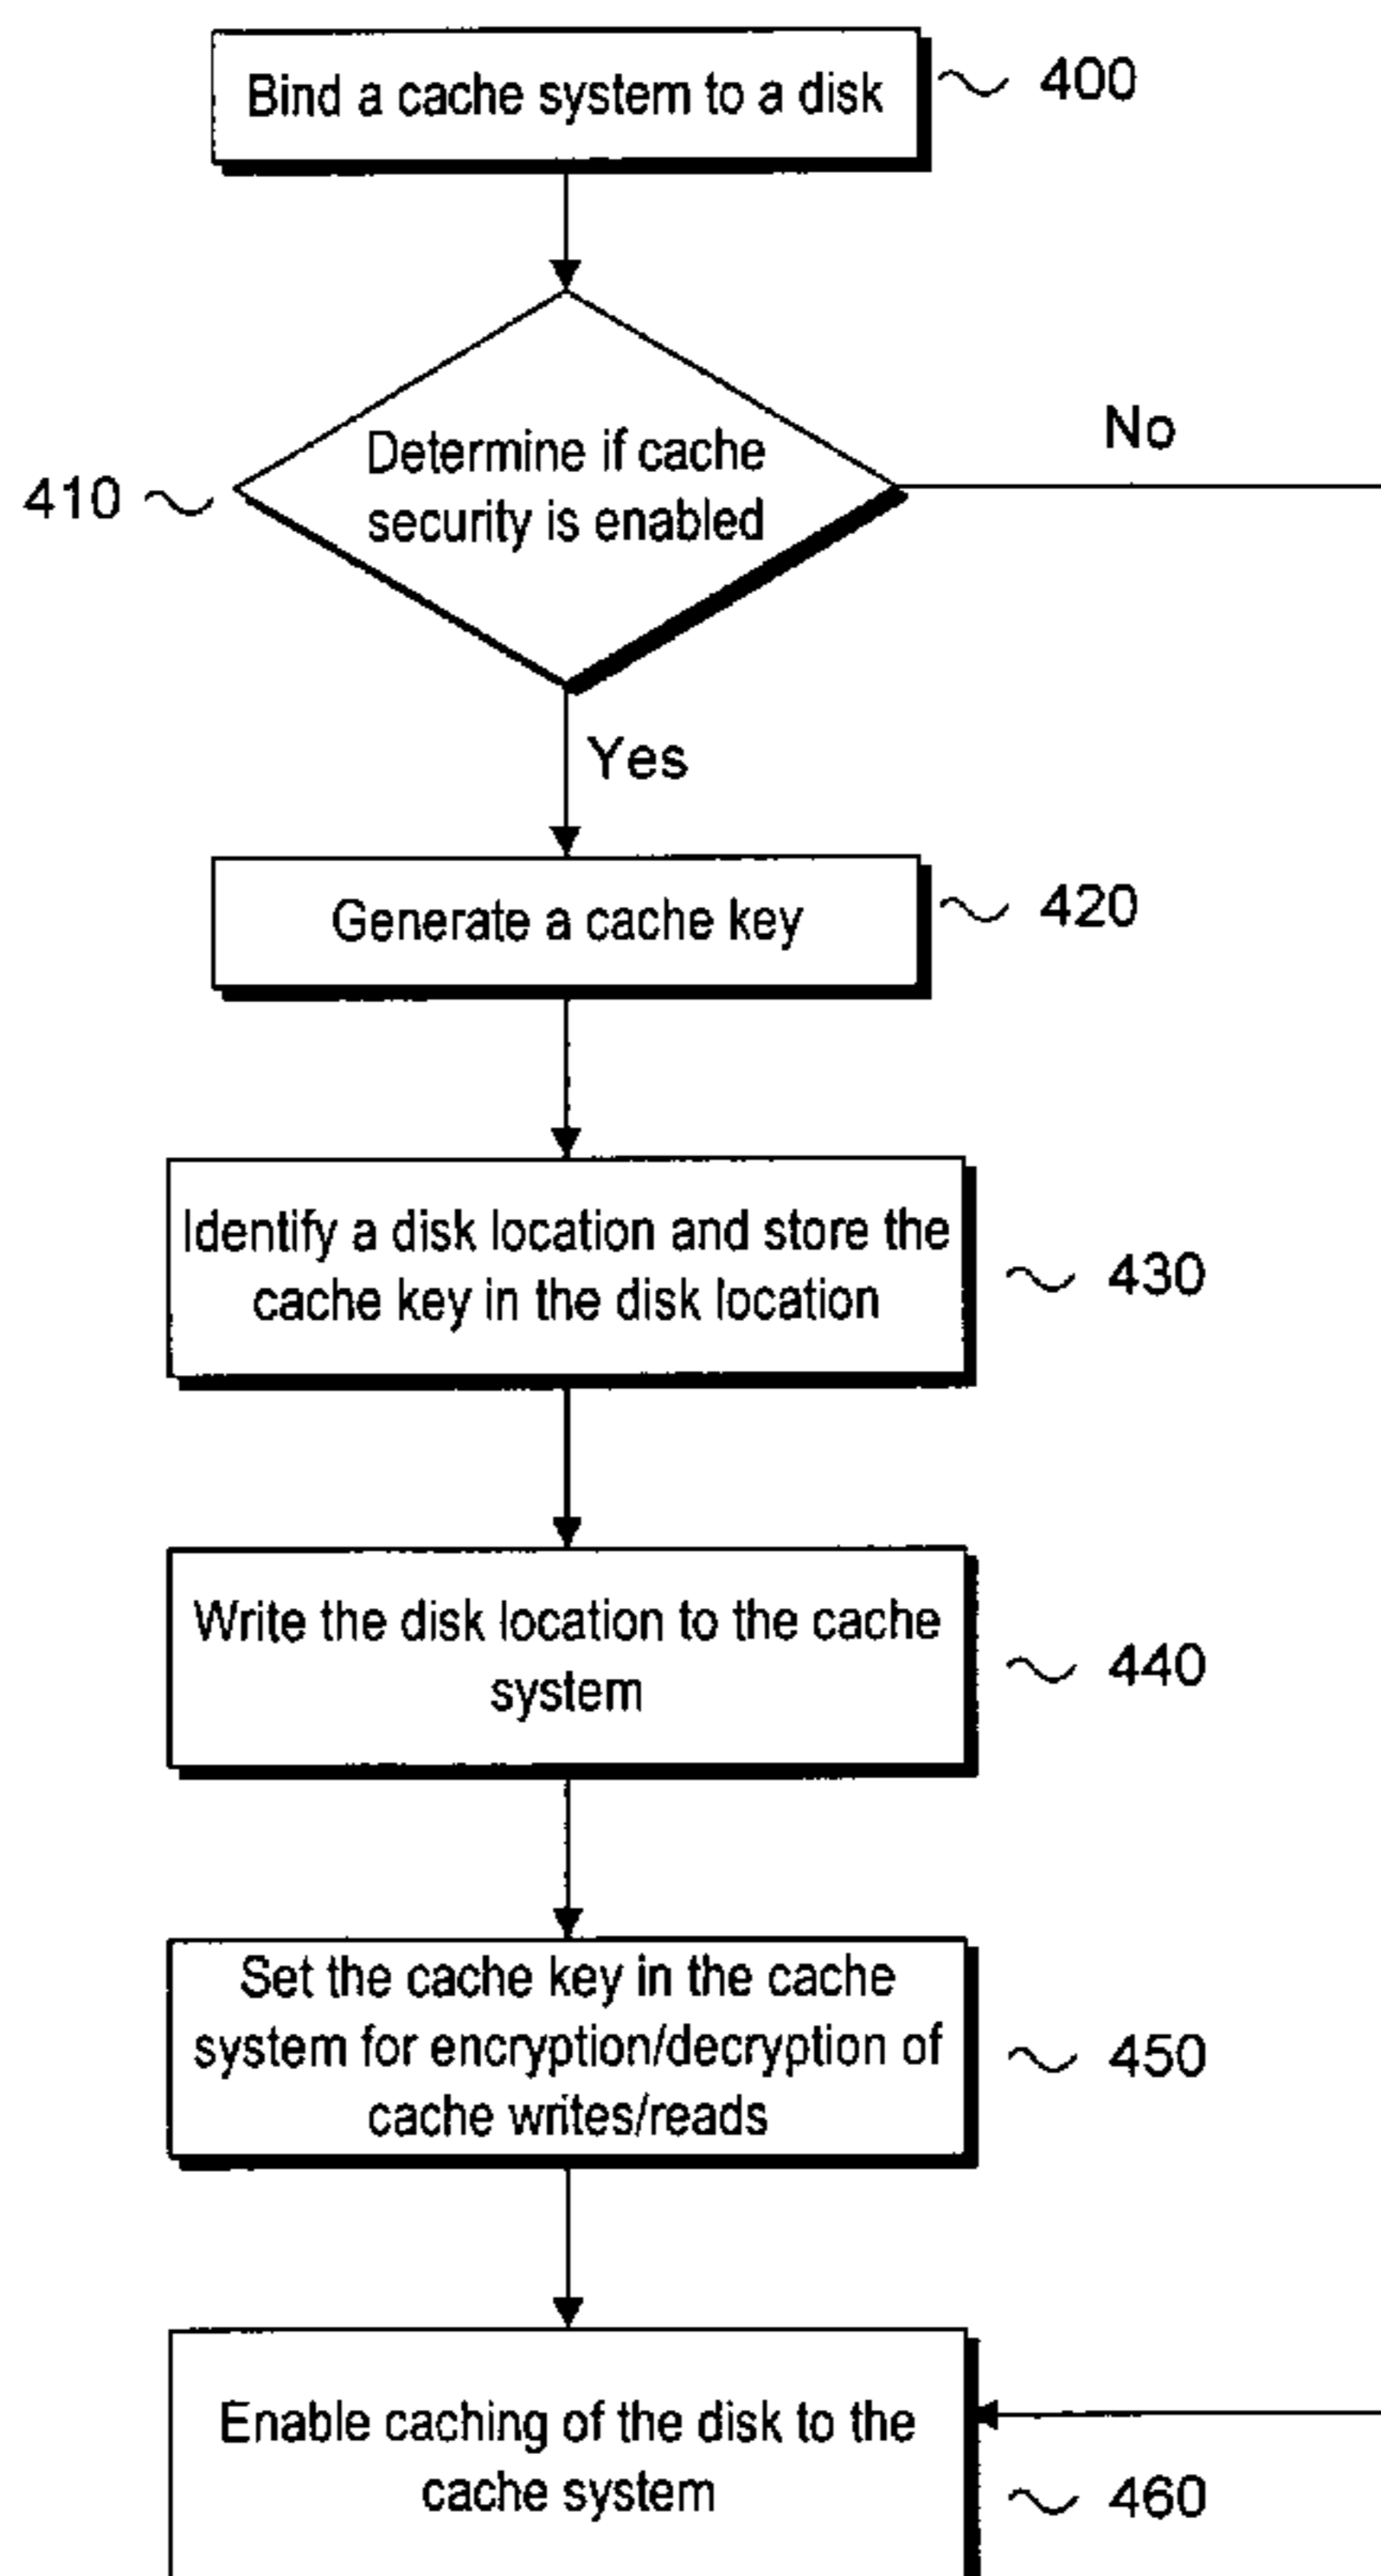 Bind a cache system to a disk
400
Determine if cache
security is enabled
410
No
Yes
Generate a cache key
420
Identify a disk location and store the
cache key in the disk location
430
Write the disk location to the cache
system
440
Set the cache key in the cache
system for encryption/decryption of
cache writes/reads
450
Enable caching of the disk to the
cache system
460